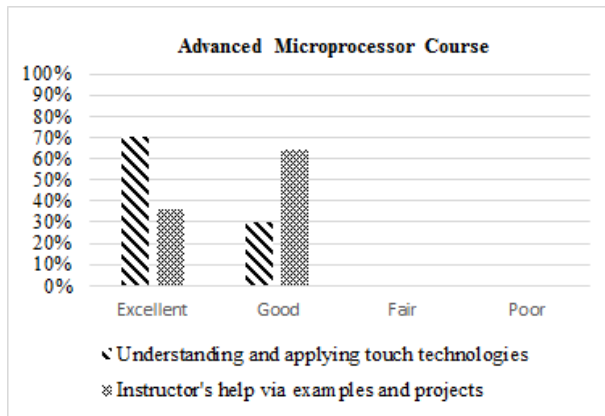 Advanced Microprocessor Course
100%
90%
80%
70%
60%
50%
40%
30%
20%
10%
0%
Excellent Good Fair Poor
Understanding and applying touch technologies
Instructor's help via examples and projects